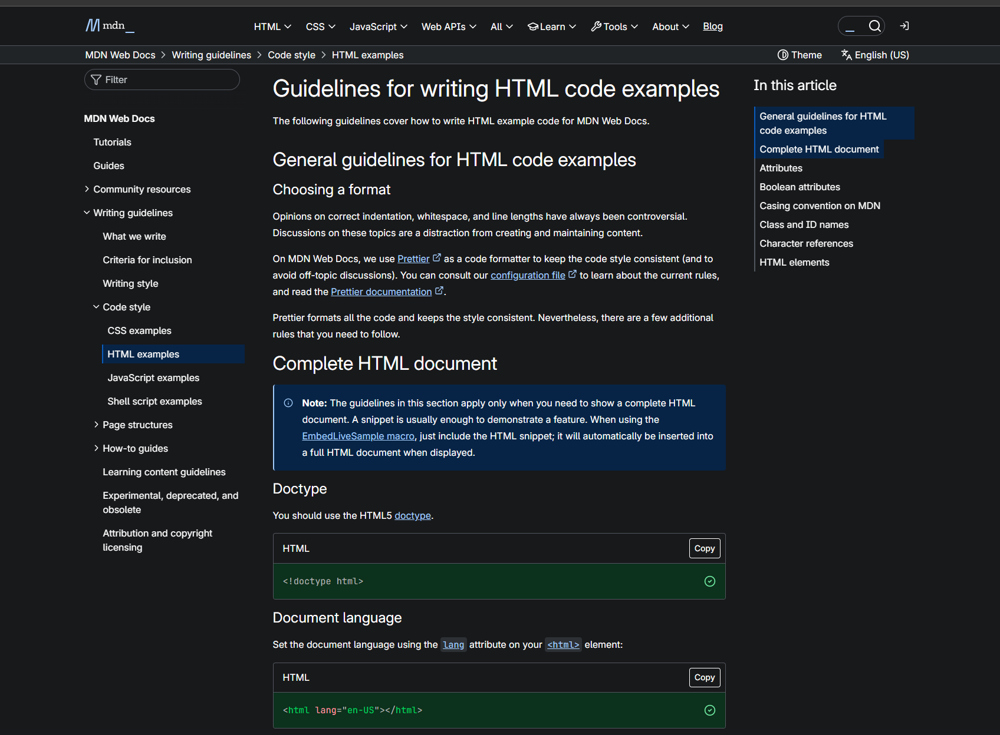 mdn_
HTML
CSS
JavaScript
Web APIs
All
Learn
Tools
About
Blog
_
MDN Web Docs
Writing guidelines
Code style
HTML examples
Theme
English (US)
Filter
MDN Web Docs
Tutorials
Guides
Community resources
Writing guidelines
What we write
Criteria for inclusion
Writing style
Code style
CSS examples
HTML examples
JavaScript examples
Shell script examples
Page structures
How-to guides
Learning content guidelines
Experimental, deprecated, and
obsolete
Attribution and copyright
licensing
Guidelines for writing HTML code examples
The following guidelines cover how to write HTML example code for MDN Web Docs.
General guidelines for HTML code examples
Choosing a format
Opinions on correct indentation, whitespace, and line lengths have always been controversial.
Discussions on these topics are a distraction from creating and maintaining content.
On MDN Web Docs, we use Prettier as a code formatter to keep the code style consistent (and to
avoid off-topic discussions). You can consult our configuration file to learn about the current rules,
and read the Prettier documentation.
Prettier formats all the code and keeps the style consistent. Nevertheless, there are a few additional
rules that you need to follow.
Complete HTML document
Note: The guidelines in this section apply only when you need to show a complete HTML
document. A snippet is usually enough to demonstrate a feature. When using the
EmbedLiveSample macro, just include the HTML snippet; it will automatically be inserted into
a full HTML document when displayed.
Doctype
You should use the HTML5 doctype.
HTML
Copy
<!doctype html>
Document language
Set the document language using the lang attribute on your <html> element:
HTML
Copy
<html lang="en-US"></html>
In this article
General guidelines for HTML
code examples
Complete HTML document
Attributes
Boolean attributes
Casing convention on MDN
Class and ID names
Character references
HTML elements